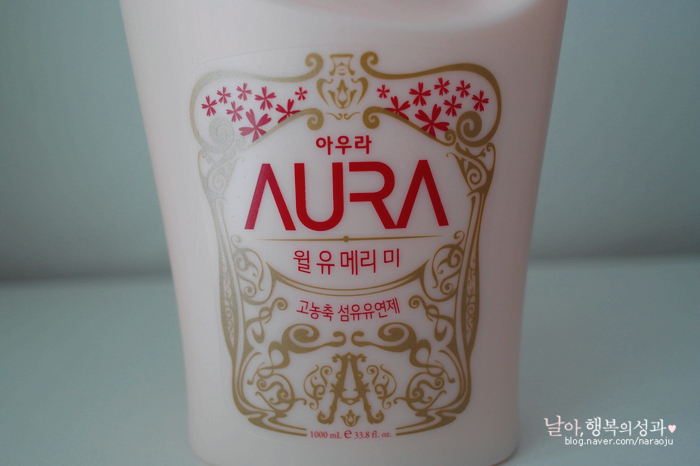 아우라
AURA
윌 유 메리 미
고농축 섬유유연제
A
1000 mL ℮ 33.8 fl. oz.
날아, 행복의성과♥
blog.naver.com/naraoju